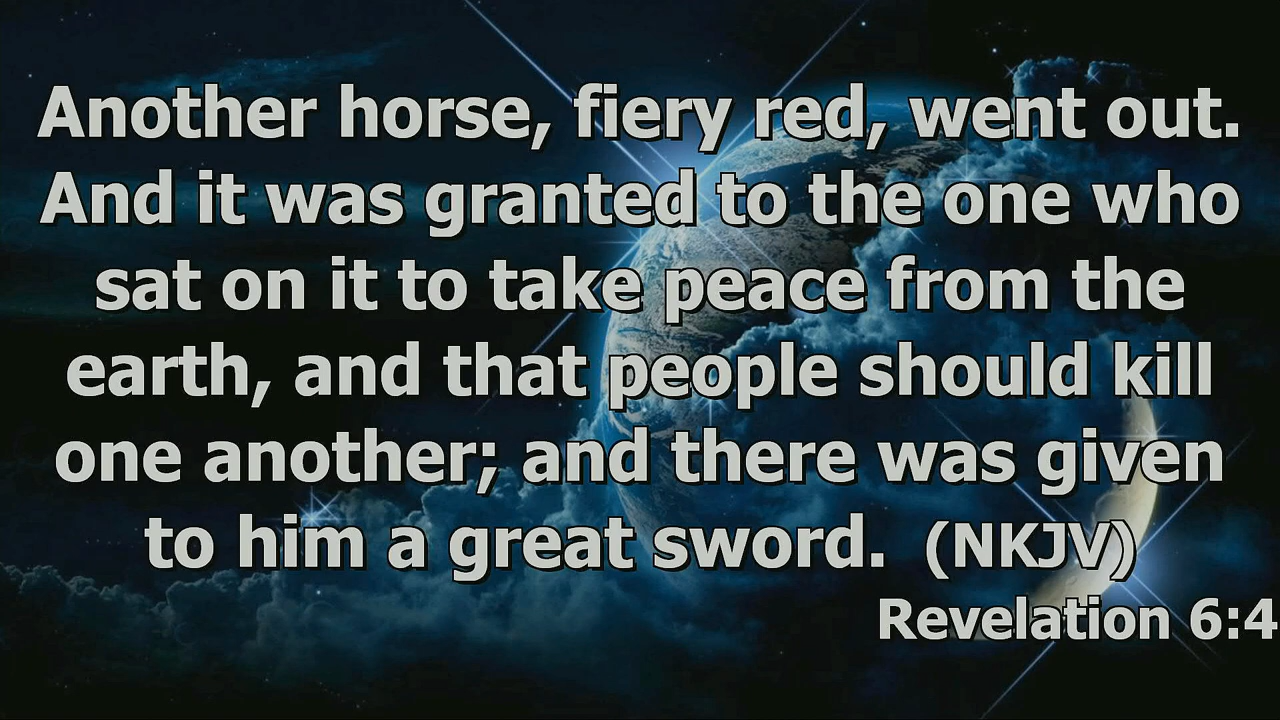 Another horse, fiery red, went out.
And it was granted to the one who
sat on it to take peace from the
earth, and that people should kill
one another; and there was given
to him a great sword. (NKJV)
Revelation 6:4